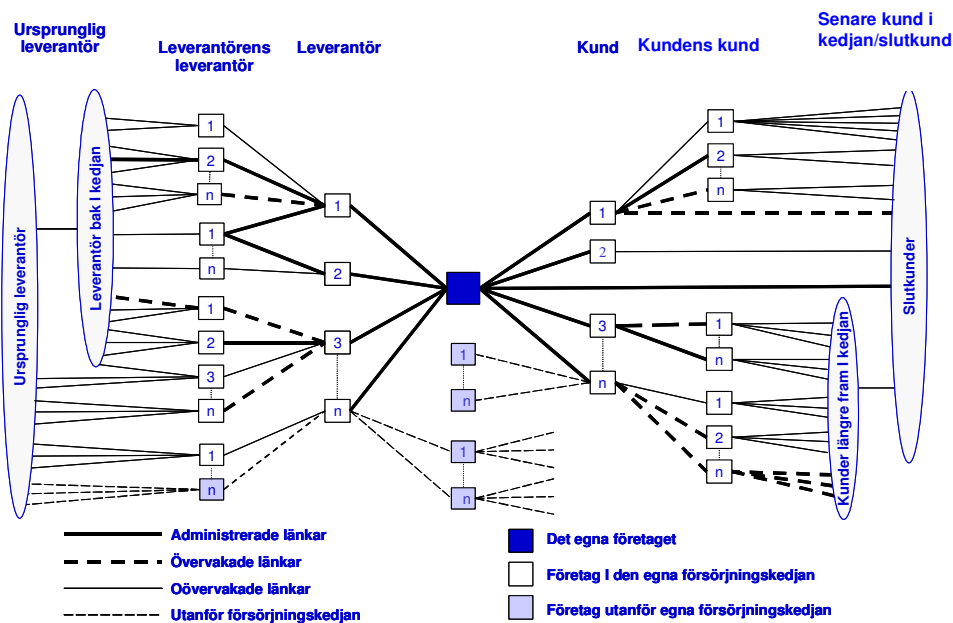 Ursprunglig
leverantör
Leverantörens
leverantör
Leverantör
Kund
Kundens kund
Senare kund i
kedjan/slutkund
Ursprunglig leverantör
Leverantör bak I kedjan
1
2
n
1
n
1
2
3
n
1
n
1
2
3
n
1
n
1
n
1
2
3
n
1
2
n
1
n
1
2
n
Kunder längre fram I kedjan
Slutkunder
Administrerade länkar
Övervakade länkar
Oövervakade länkar
Utanför försörjningskedjan
Det egna företaget
Företag I den egna försörjningskedjan
Företag utanför egna försörjningskedjan